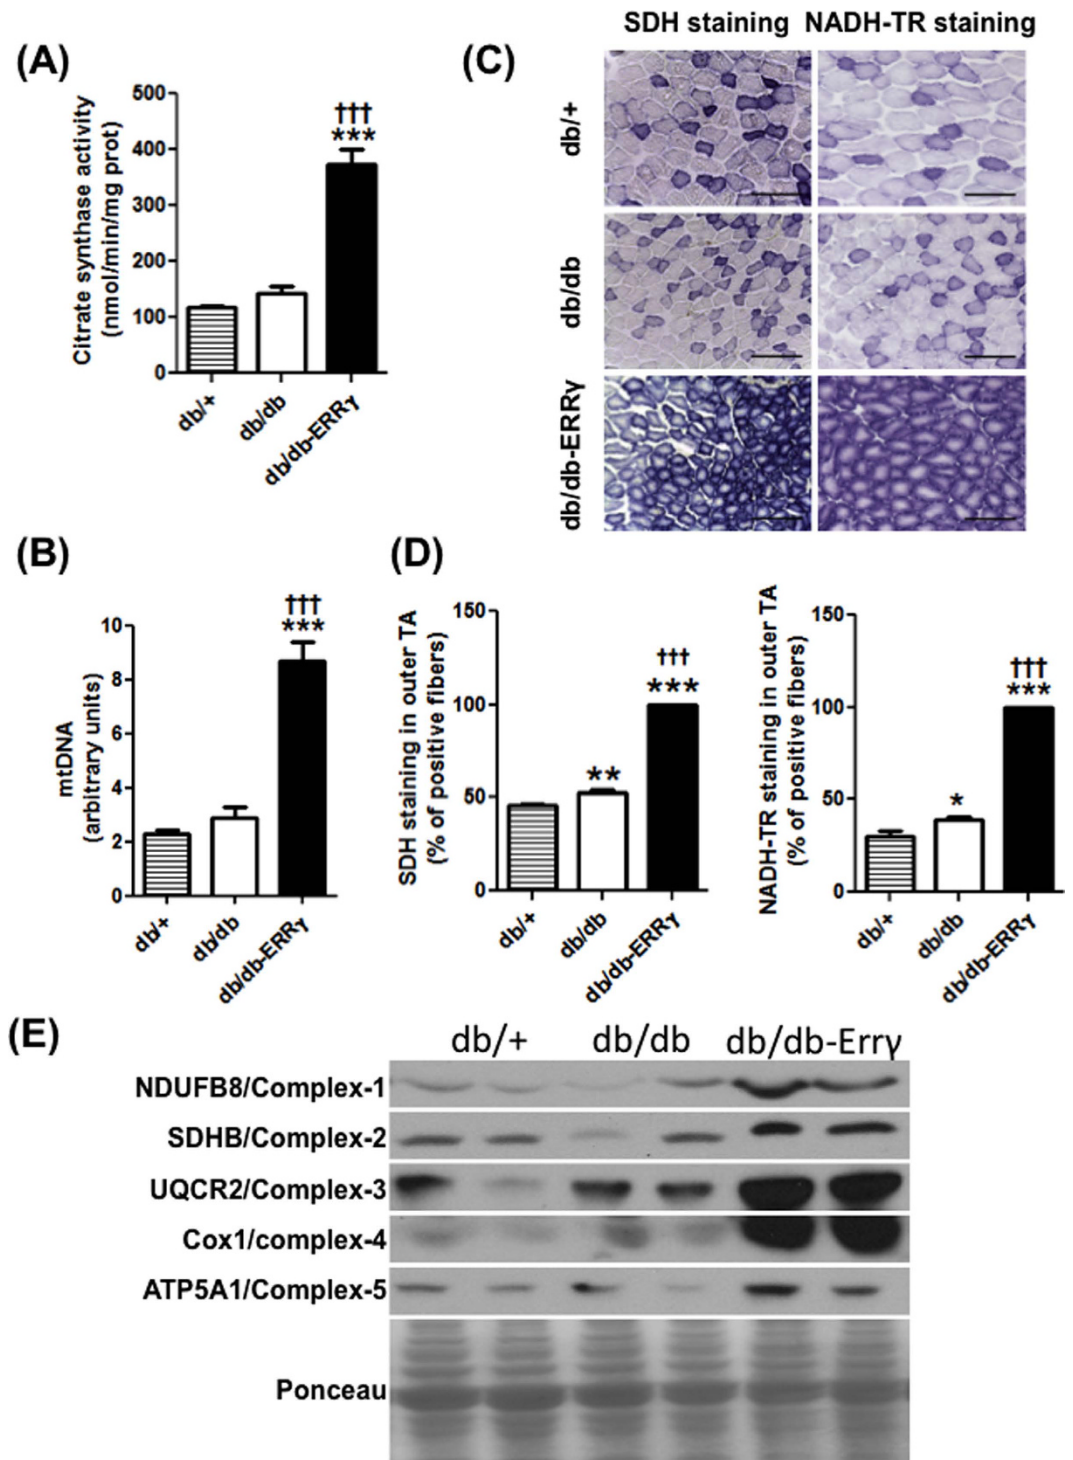 (A)
Citrate synthase activity
(nmol/min/mg prot)
500
400
300
200
100
0
†††
***
db/+
db/db
db/db-ERRγ
(C)
SDH staining NADH-TR staining
db/+
db/db
db/db-ERRγ
(B)
mtDNA
(arbitrary units)
10
8
6
4
2
0
†††
***
db/+
db/db
db/db-ERRγ
(D)
SDH staining in outer TA
(% of positive fibers)
150
100
50
0
**
†††
***
db/+
db/db
db/db-ERRγ
NADH-TR staining in outer TA
(% of positive fibers)
150
100
50
0
*
†††
***
db/+
db/db
db/db-ERRγ
(E)
db/+ db/db db/db-Errγ
NDUFB8/Complex-1
SDHB/Complex-2
UQCR2/Complex-3
Cox1/complex-4
ATP5A1/Complex-5
Ponceau